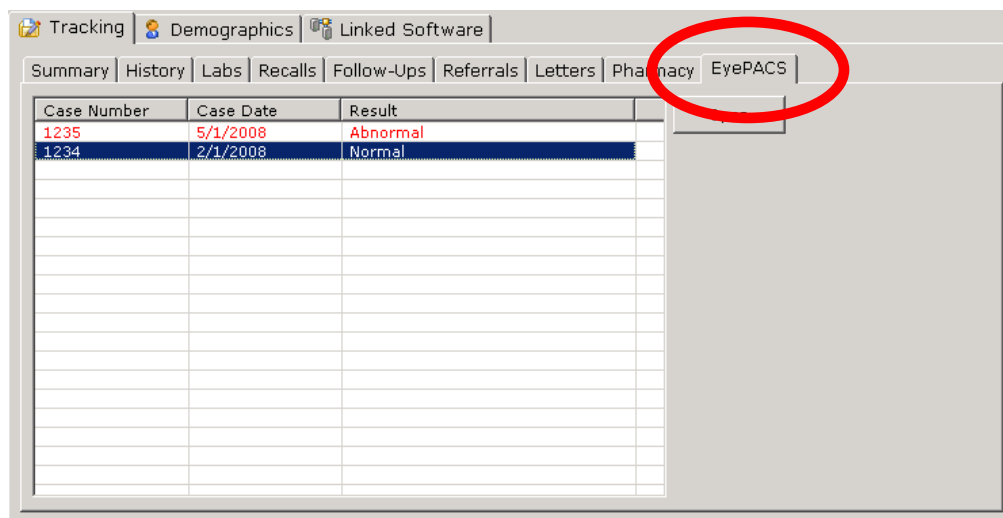 Tracking Demographics Linked Software
Summary History Labs Recalls Follow-Ups Referrals Letters Pharmacy EyePACS
Case Number Case Date Result
1235 5/1/2008 Abnormal
1234 2/1/2008 Normal